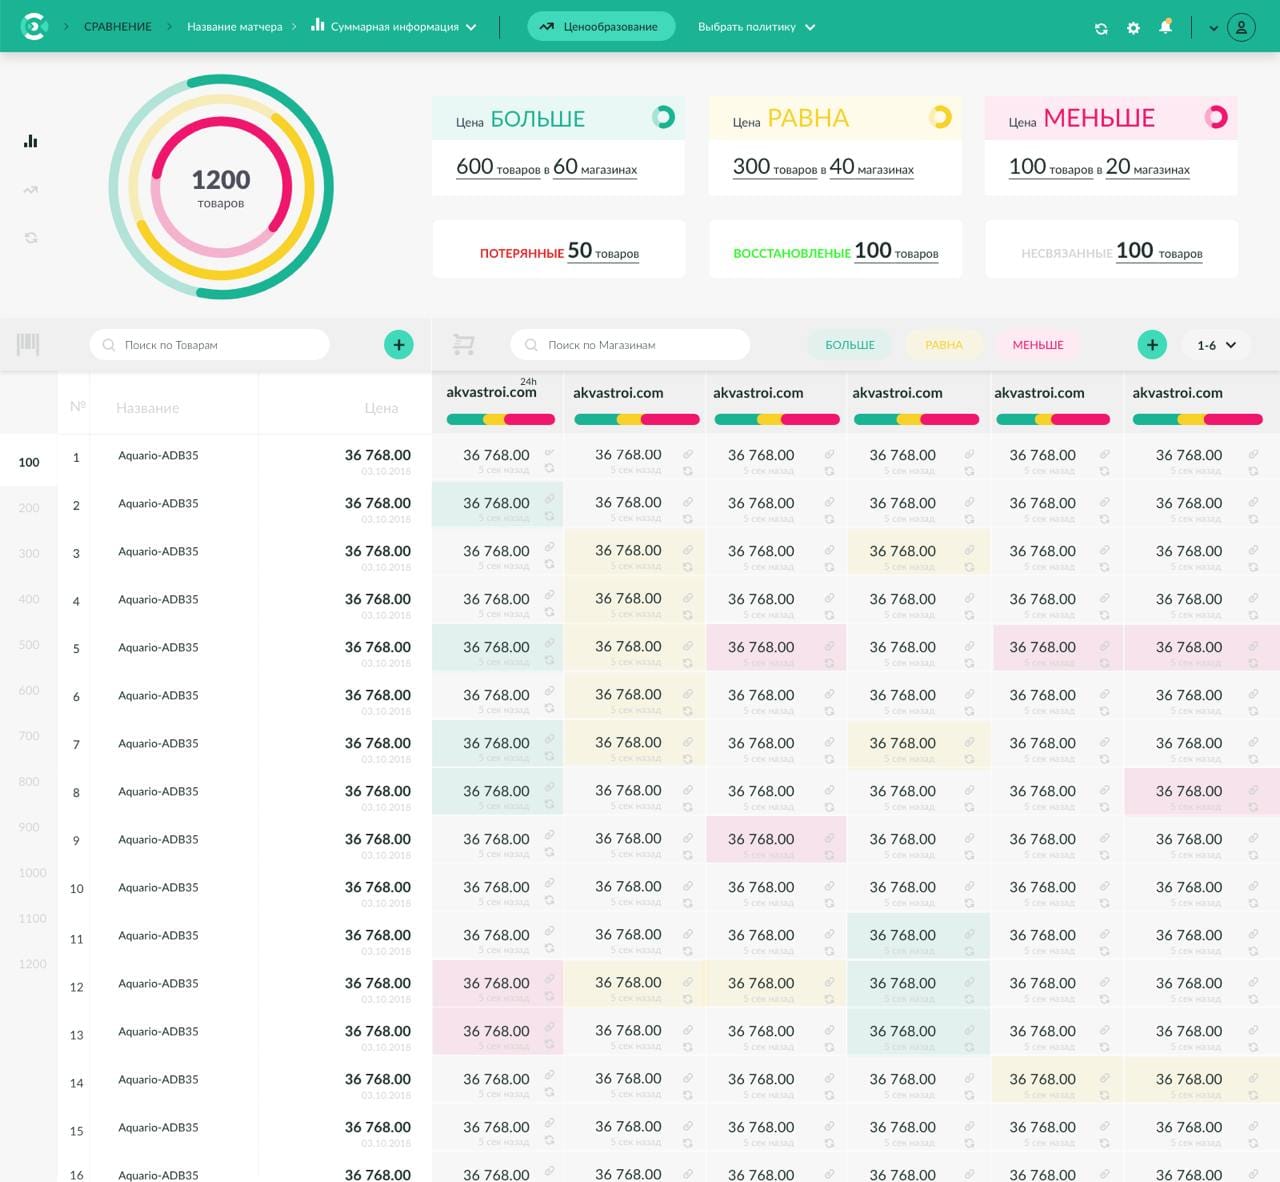 СРАВНЕНИЕ Название матчера Суммарная информация Ценообразование Выбрать политику
1200
товаров
Цена БОЛЬШЕ
600 товаров в 60 магазинах
Цена РАВНА
300 товаров в 40 магазинах
Цена МЕНЬШЕ
100 товаров в 20 магазинах
ПОТЕРЯННЫЕ 50 товаров
ВОССТАНОВЛЕНЫЕ 100 товаров
НЕСВЯЗАННЫЕ 100 товаров
Поиск по Товарам + Поиск по Магазинам БОЛЬШЕ РАВНА МЕНЬШЕ + 1-6
24h
№ Название Цена akvastroi.com akvastroi.com akvastroi.com akvastroi.com akvastroi.com akvastroi.com
100
200
300
400
500
600
700
800
900
1000
1100
1200
1 Aquario-ADB35 36 768.00 36 768.00 36 768.00 36 768.00 36 768.00 36 768.00 36 768.00
03.10.2018 5 сек назад 5 сек назад 5 сек назад 5 сек назад 5 сек назад 5 сек назад
2 Aquario-ADB35 36 768.00 36 768.00 36 768.00 36 768.00 36 768.00 36 768.00 36 768.00
03.10.2018 5 сек назад 5 сек назад 5 сек назад 5 сек назад 5 сек назад 5 сек назад
3 Aquario-ADB35 36 768.00 36 768.00 36 768.00 36 768.00 36 768.00 36 768.00 36 768.00
03.10.2018 5 сек назад 5 сек назад 5 сек назад 5 сек назад 5 сек назад 5 сек назад
4 Aquario-ADB35 36 768.00 36 768.00 36 768.00 36 768.00 36 768.00 36 768.00 36 768.00
03.10.2018 5 сек назад 5 сек назад 5 сек назад 5 сек назад 5 сек назад 5 сек назад
5 Aquario-ADB35 36 768.00 36 768.00 36 768.00 36 768.00 36 768.00 36 768.00 36 768.00
03.10.2018 5 сек назад 5 сек назад 5 сек назад 5 сек назад 5 сек назад 5 сек назад
6 Aquario-ADB35 36 768.00 36 768.00 36 768.00 36 768.00 36 768.00 36 768.00 36 768.00
03.10.2018 5 сек назад 5 сек назад 5 сек назад 5 сек назад 5 сек назад 5 сек назад
7 Aquario-ADB35 36 768.00 36 768.00 36 768.00 36 768.00 36 768.00 36 768.00 36 768.00
03.10.2018 5 сек назад 5 сек назад 5 сек назад 5 сек назад 5 сек назад 5 сек назад
8 Aquario-ADB35 36 768.00 36 768.00 36 768.00 36 768.00 36 768.00 36 768.00 36 768.00
03.10.2018 5 сек назад 5 сек назад 5 сек назад 5 сек назад 5 сек назад 5 сек назад
9 Aquario-ADB35 36 768.00 36 768.00 36 768.00 36 768.00 36 768.00 36 768.00 36 768.00
03.10.2018 5 сек назад 5 сек назад 5 сек назад 5 сек назад 5 сек назад 5 сек назад
10 Aquario-ADB35 36 768.00 36 768.00 36 768.00 36 768.00 36 768.00 36 768.00 36 768.00
03.10.2018 5 сек назад 5 сек назад 5 сек назад 5 сек назад 5 сек назад 5 сек назад
11 Aquario-ADB35 36 768.00 36 768.00 36 768.00 36 768.00 36 768.00 36 768.00 36 768.00
03.10.2018 5 сек назад 5 сек назад 5 сек назад 5 сек назад 5 сек назад 5 сек назад
12 Aquario-ADB35 36 768.00 36 768.00 36 768.00 36 768.00 36 768.00 36 768.00 36 768.00
03.10.2018 5 сек назад 5 сек назад 5 сек назад 5 сек назад 5 сек назад 5 сек назад
13 Aquario-ADB35 36 768.00 36 768.00 36 768.00 36 768.00 36 768.00 36 768.00 36 768.00
03.10.2018 5 сек назад 5 сек назад 5 сек назад 5 сек назад 5 сек назад 5 сек назад
14 Aquario-ADB35 36 768.00 36 768.00 36 768.00 36 768.00 36 768.00 36 768.00 36 768.00
03.10.2018 5 сек назад 5 сек назад 5 сек назад 5 сек назад 5 сек назад 5 сек назад
15 Aquario-ADB35 36 768.00 36 768.00 36 768.00 36 768.00 36 768.00 36 768.00 36 768.00
03.10.2018 5 сек назад 5 сек назад 5 сек назад 5 сек назад 5 сек назад 5 сек назад
16 Aquario-ADB35 36 768.00 36 768.00 36 768.00 36 768.00 36 768.00 36 768.00 36 768.00